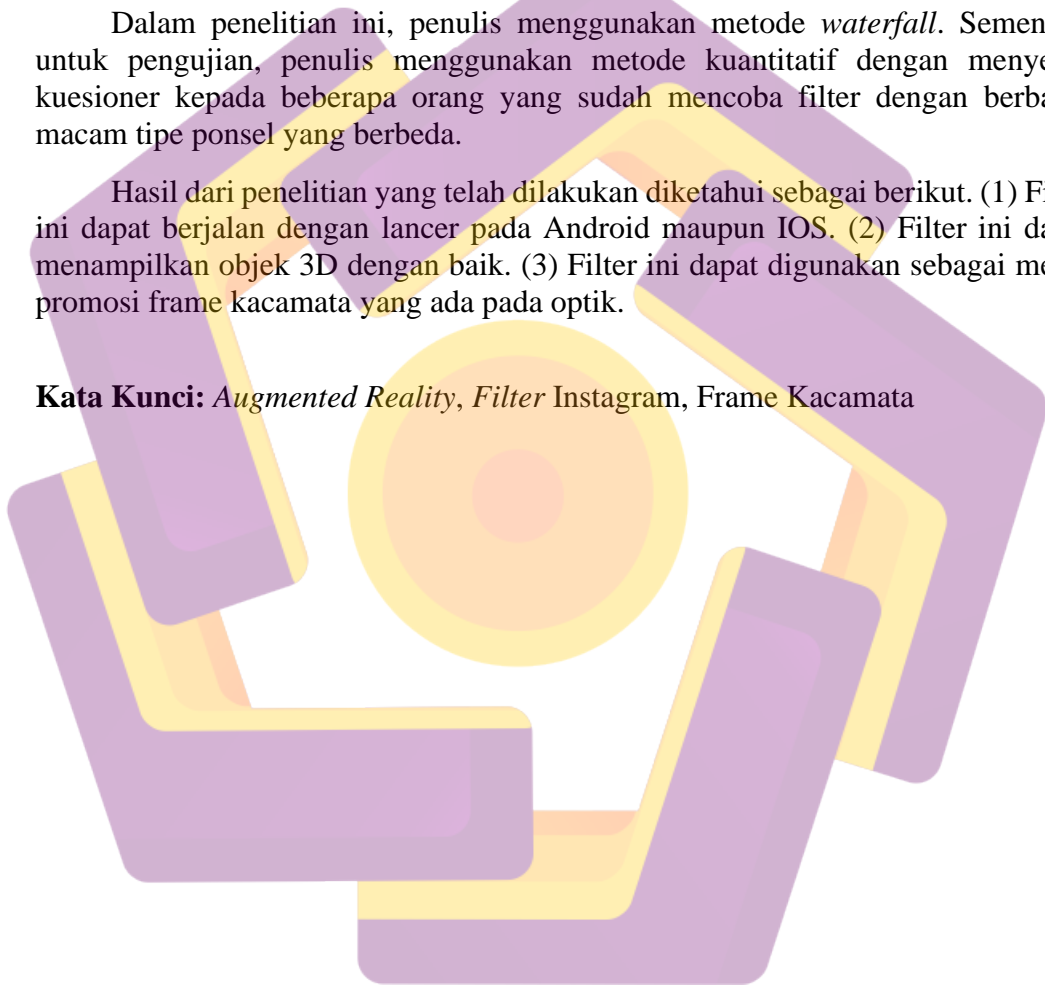 Dalam penelitian ini, penulis menggunakan metode waterfall. Semen
untuk pengujian, penulis menggunakan metode kuantitatif dengan menye
kuesioner kepada beberapa orang yang sudah mencoba filter dengan berba
macam tipe ponsel yang berbeda.
Hasil dari penelitian yang telah dilakukan diketahui sebagai berikut. (1) Fi
ini dapat berjalan dengan lancer pada Android maupun IOS. (2) Filter ini da
menampilkan objek 3D dengan baik. (3) Filter ini dapat digunakan sebagai me
promosi frame kacamata yang ada pada optik.
Kata Kunci: Augmented Reality, Filter Instagram, Frame Kacamata